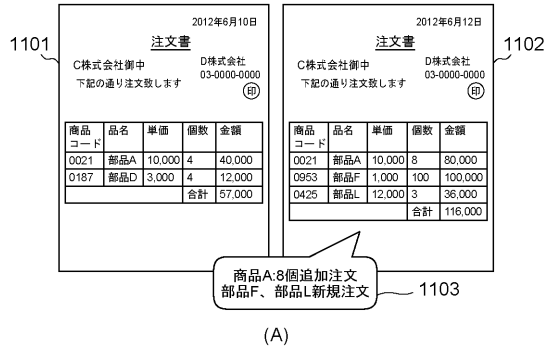 1101
2012年6月10日
注文書
C株式会社御中
D株式会社
03-0000-0000
下記の通り注文致します
印
商品コード 品名 単価 個数 金額
0021 部品A 10,000 4 40,000
0187 部品D 3,000 4 12,000
合計 57,000
1102
2012年6月12日
注文書
C株式会社御中
D株式会社
03-0000-0000
下記の通り注文致します
印
商品コード 品名 単価 個数 金額
0021 部品A 10,000 8 80,000
0953 部品F 1,000 100 100,000
0425 部品L 12,000 3 36,000
合計 116,000
商品A:8個追加注文
部品F、部品L新規注文
1103
(A)